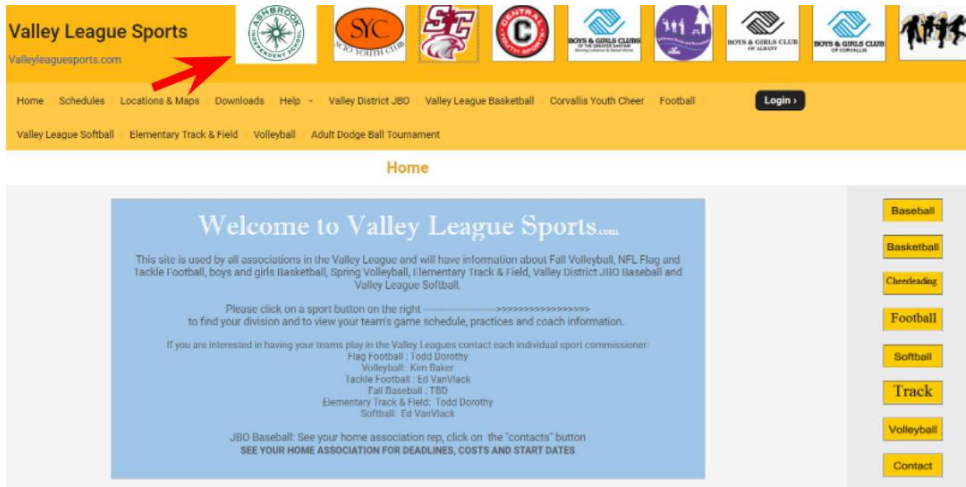 Valley League Sports
Valleyleaguesports.com
ASHBROOK
INDEPENDENT SCHOOL
SYC
SCIO YOUTH CLUB
SC
CENTRAL
C
YOUTH SPORTS
BOYS & GIRLS CLUBS
OF THE GREATER SANTIAM
BOYS & GIRLS CLUB
OF ALBANY
BOYS & GIRLS CLUB
OF CORVALLIS
Home Schedules Locations & Maps Downloads Help Valley District JBO Valley League Basketball Corvallis Youth Cheer Football Login ›
Valley League Softball Elementary Track & Field Volleyball Adult Dodge Ball Tournament
Home
Welcome to Valley League Sports.com
This site is used by all associations in the Valley League and will have information about Fall Volleyball, NFL Flag and
Tackle Football, boys and girls Basketball, Spring Volleyball, Elementary Track & Field, Valley District JBO Baseball and
Valley League Softball.
Please click on a sport button on the right --------------------->>>>>>>>>>>>>>>>>
to find your division and to view your team's game schedule, practices and coach information.
If you are interested in having your teams play in the Valley Leagues contact each individual sport commissioner:
Flag Football : Todd Dorothy
Volleyball: Kim Baker
Tackle Football : Ed VanVlack
Fall Baseball : TBD
Elementary Track & Field: Todd Dorothy
Softball: Ed VanVlack
JBO Baseball: See your home association rep, click on the "contacts" button
SEE YOUR HOME ASSOCIATION FOR DEADLINES, COSTS AND START DATES
Baseball
Basketball
Cheerleading
Football
Softball
Track
Volleyball
Contact